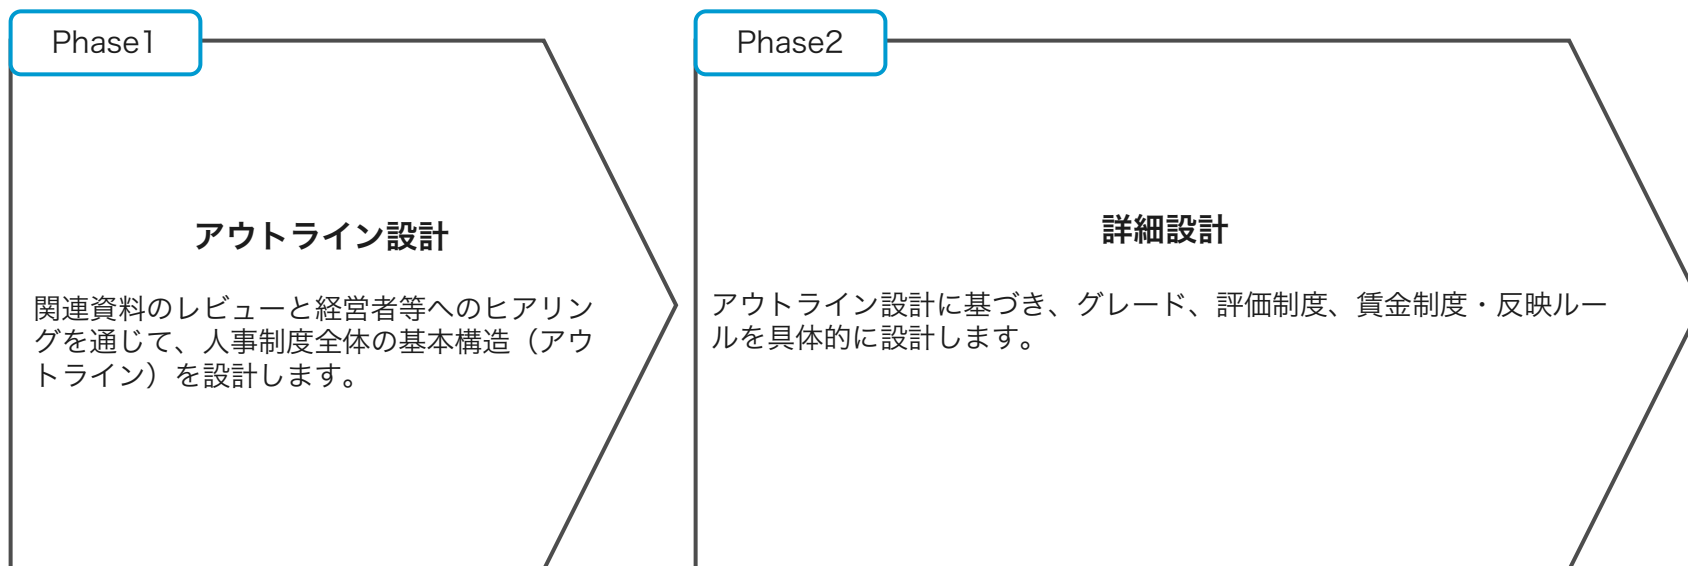 Phase1
アウトライン設計
関連資料のレビューと経営者等へのヒアリン
グを通じて、人事制度全体の基本構造（アウ
トライン）を設計します。
Phase2
詳細設計
アウトライン設計に基づき、グレード、評価制度、賃金制度・反映ルー
ルを具体的に設計します。